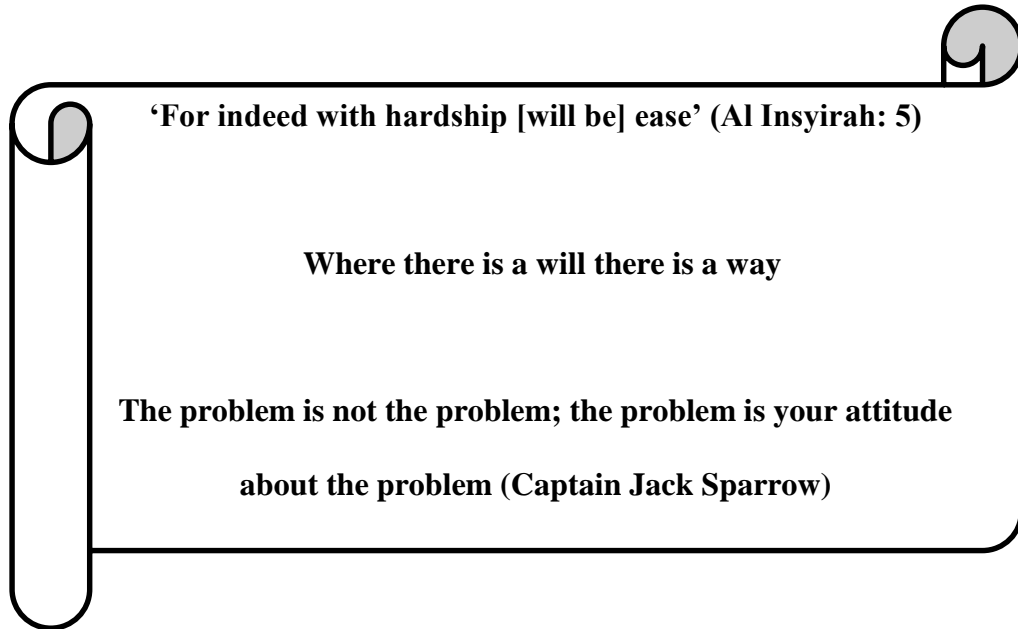 ‘For indeed with hardship [will be] ease’ (Al Insyirah: 5)
Where there is a will there is a way
The problem is not the problem; the problem is your attitude
about the problem (Captain Jack Sparrow)